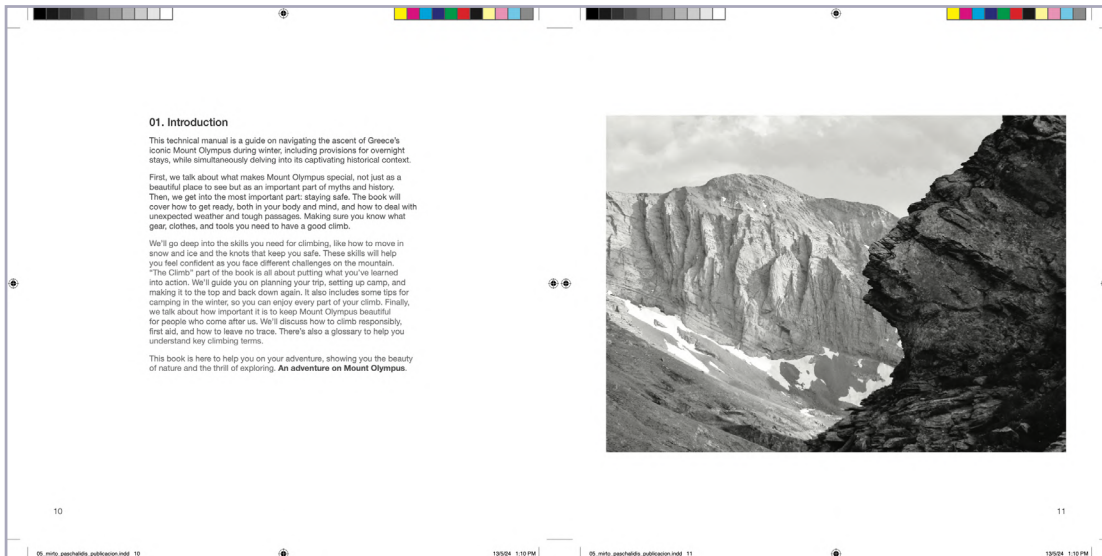 01. Introduction
This technical manual is a guide on navigating the ascent of Greece's
iconic Mount Olympus during winter, including provisions for overnight
stays, while simultaneously delving into its captivating historical context.
First, we talk about what makes Mount Olympus special, not just as a
beautiful place to see but as an important part of myths and history.
Then, we get into the most important part: staying safe. The book will
cover how to get ready, both in your body and mind, and how to deal with
unexpected weather and tough passages. Making sure you know what
gear, clothes, and tools you need to have a good climb.
We'll go deep into the skills you need for climbing, like how to move in
snow and ice and the knots that keep you safe. These skills will help
you feel confident as you face different challenges on the mountain.
“The Climb” part of the book is all about putting what you've learned
into action. We'll guide you on planning your trip, setting up camp, and
making it to the top and back down again. It also includes some tips for
camping in the winter, so you can enjoy every part of your climb. Finally,
we talk about how important it is to keep Mount Olympus beautiful
for people who come after us. We'll discuss how to climb responsibly,
first aid, and how to leave no trace. There's also a glossary to help you
understand key climbing terms.
This book is here to help you on your adventure, showing you the beauty
of nature and the thrill of exploring. An adventure on Mount Olympus.
10
11
05_mirto_paschalidis_publicacion.indd 10
13/5/24 1:10 PM
05_mirto_paschalidis_publicacion.indd 11
13/5/24 1:10 PM